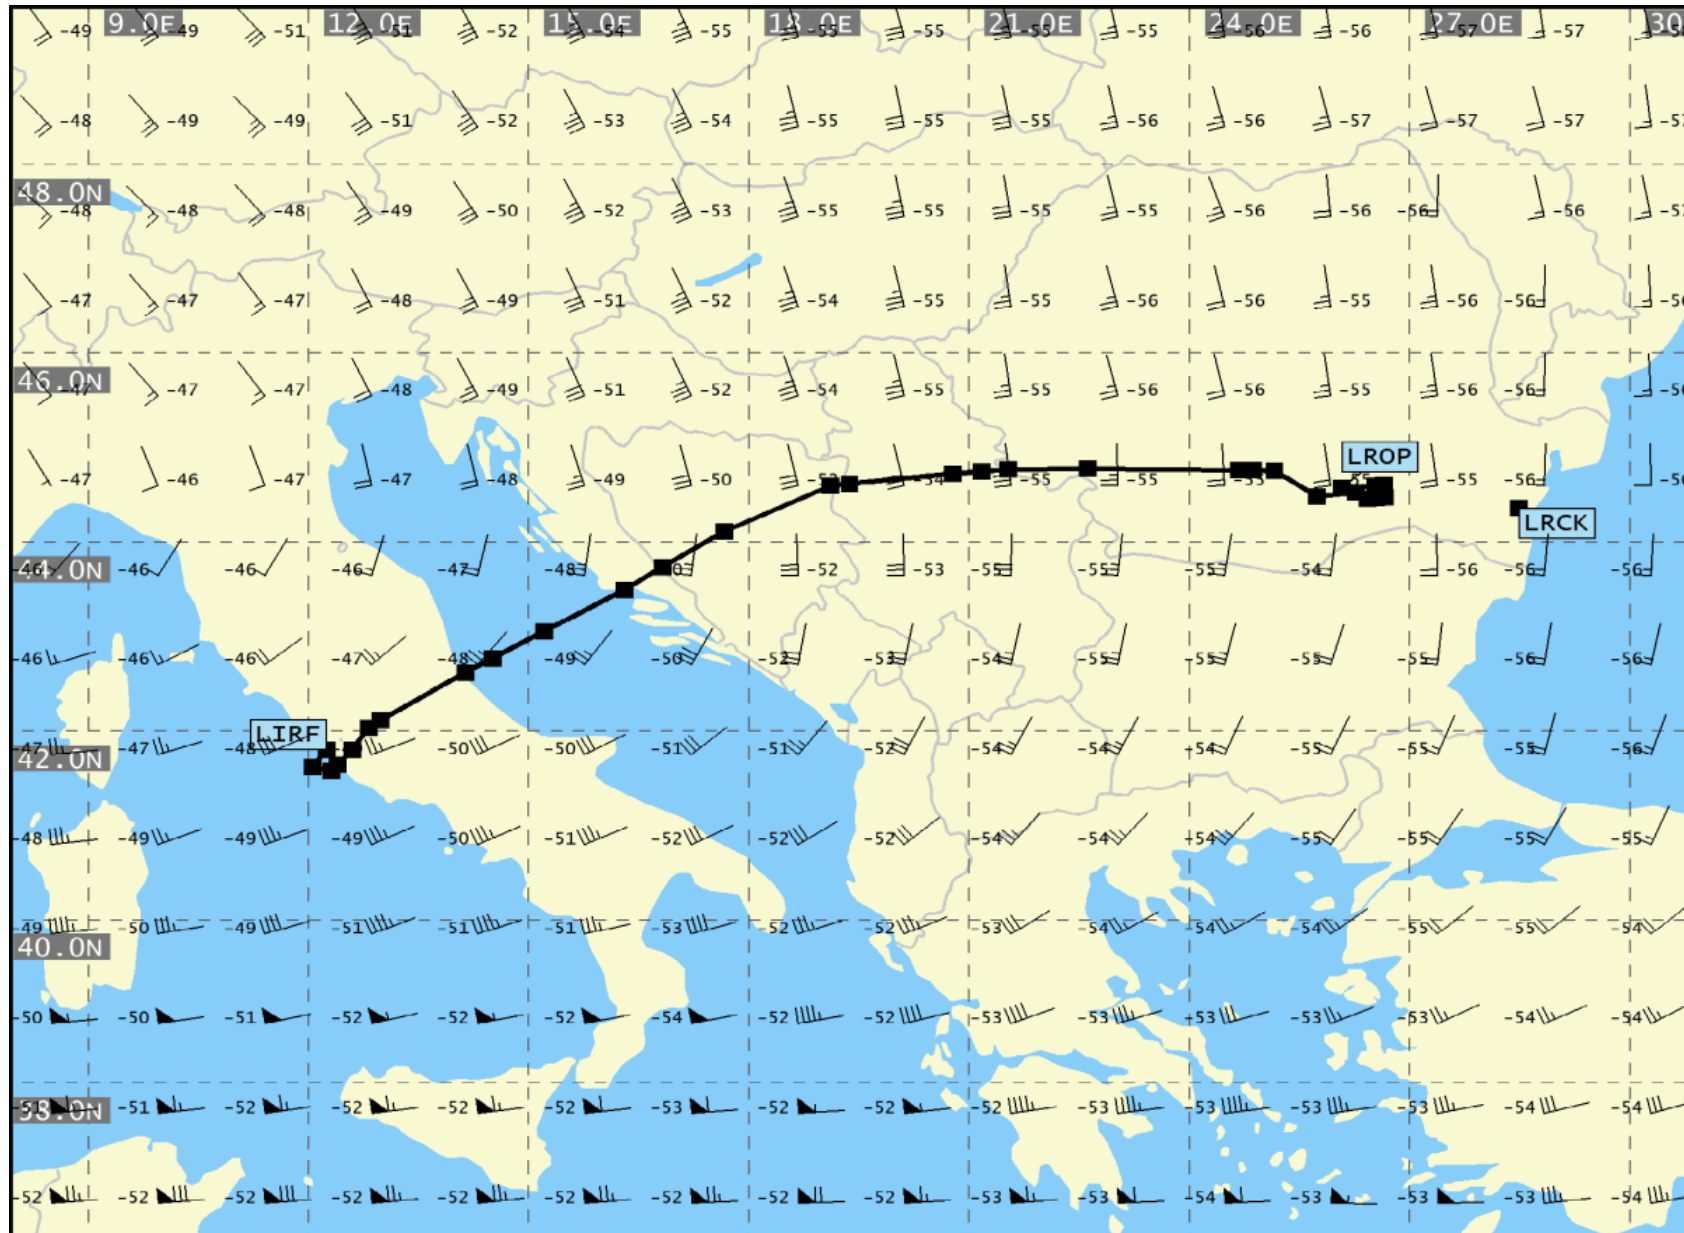 -49 9.0E -49 -51 12.0E -51 -52 15.0E -54 -55 18.0E -55 -55 21.0E -55 -55 24.0E -56 -56 27.0E -57 -57
-48 -49 -49 -51 -52 -53 -54 -55 -55 -55 -56 -56 -57 -57 -57
48.0N
-48 -48 -48 -49 -50 -52 -53 -55 -55 -55 -55 -56 -56 -56 -56
-47 -47 -47 -48 -49 -51 -52 -54 -55 -55 -56 -56 -55 -56 -56
46.0N
-47 -47 -47 -48 -49 -51 -52 -54 -55 -55 -56 -56 -55 -56 -56
LROP
-47 -46 -47 -47 -48 -49 -50 -54 -55 -55 -55 -55 -56
LRCK
-46 -46 -46 -46 -47 -48 -52 -53 -55 -55 -55 -54 -56 -56 -56
44.0N
-46 -46 -46 -47 -48 -49 -50 -52 -53 -54 -55 -55 -55 -55 -56 -56
LIRF
-47 -47 -48 -50 -50 -51 -51 -52 -54 -54 -54 -54 -54 -55 -56
42.0N
-48 -49 -49 -49 -50 -51 -52 -52 -52 -54 -54 -54 -55 -55 -55 -55
-49 -50 -49 -51 -51 -51 -53 -52 -52 -53 -54 -54 -54 -55 -55 -54
40.0N
-50 -50 -51 -52 -52 -52 -54 -52 -52 -53 -53 -53 -53 -53 -54 -54
-51 -51 -52 -52 -52 -52 -53 -52 -52 -52 -53 -53 -53 -53 -54 -54
38.0N
-52 -52 -52 -52 -52 -52 -52 -52 -52 -53 -53 -54 -53 -53 -53 -54